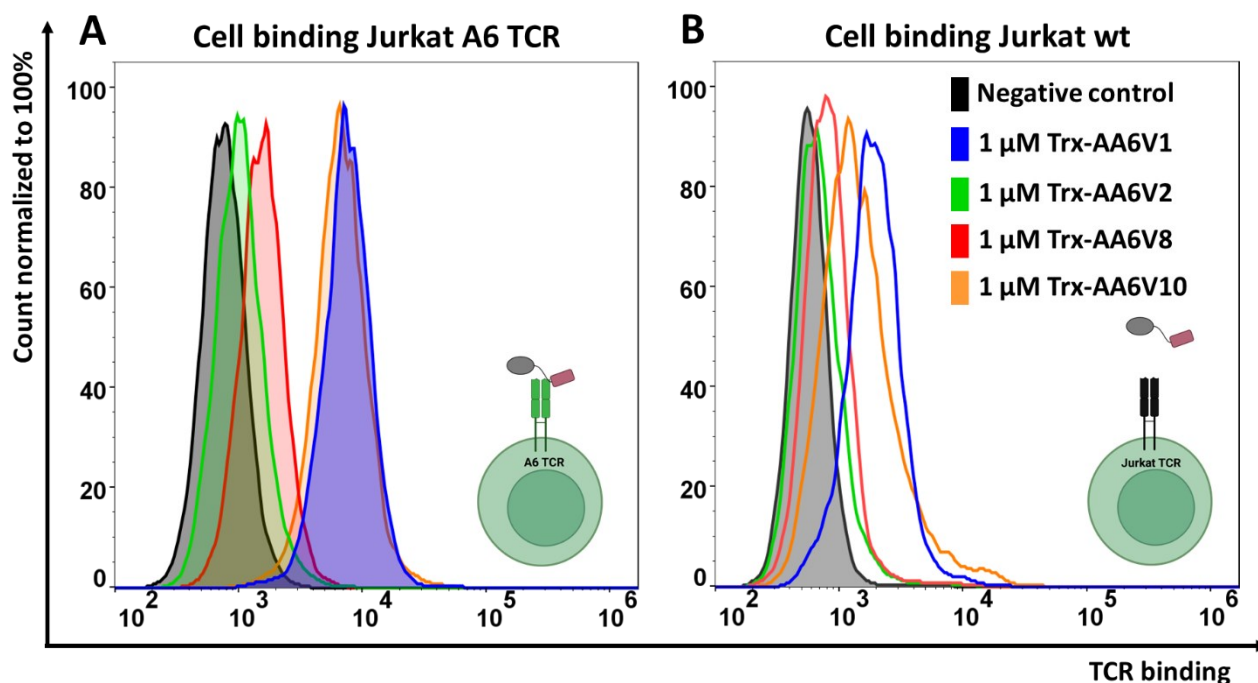 A Cell binding Jurkat A6 TCR
Count normalized to 100%
100
80
60
40
20
0
10^2 10^3 10^4 10^5 10^6
A6 TCR
B Cell binding Jurkat wt
100
80
60
40
20
0
10^2 10^3 10^4 10^5 10^6
Negative control
1 µM Trx-AA6V1
1 µM Trx-AA6V2
1 µM Trx-AA6V8
1 µM Trx-AA6V10
Jurkat TCR
TCR binding